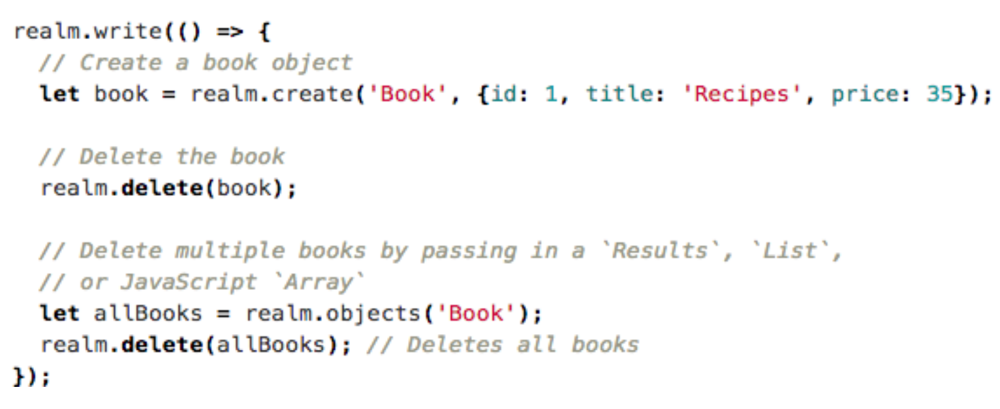 realm.write(() => {
  // Create a book object
  let book = realm.create('Book', {id: 1, title: 'Recipes', price: 35});

  // Delete the book
  realm.delete(book);

  // Delete multiple books by passing in a `Results`, `List`,
  // or JavaScript `Array`
  let allBooks = realm.objects('Book');
  realm.delete(allBooks); // Deletes all books
});